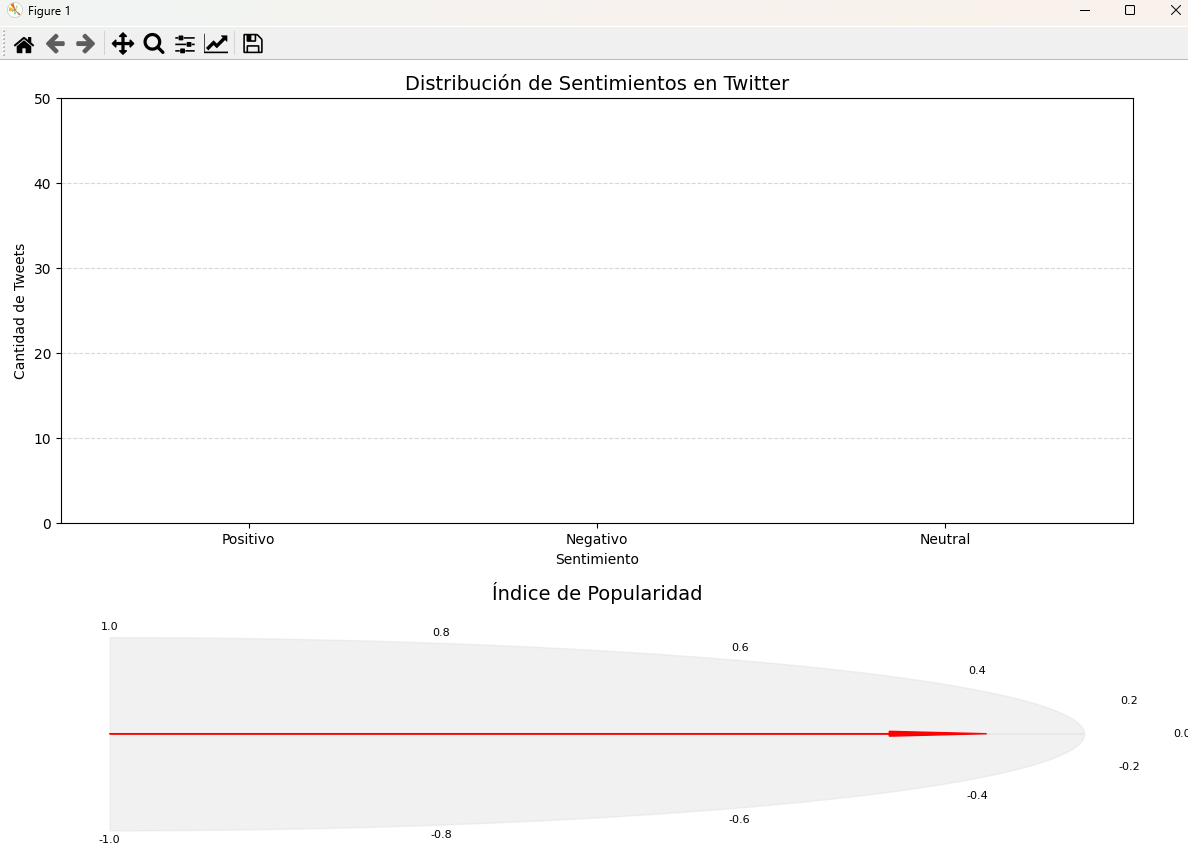 Figure 1
Distribución de Sentimientos en Twitter
50
40
30
20
10
0
Cantidad de Tweets
Positivo Negativo Neutral
Sentimiento
Índice de Popularidad
1.0
0.8
0.6
0.4
0.2
0.0
-0.2
-0.4
-0.6
-0.8
-1.0